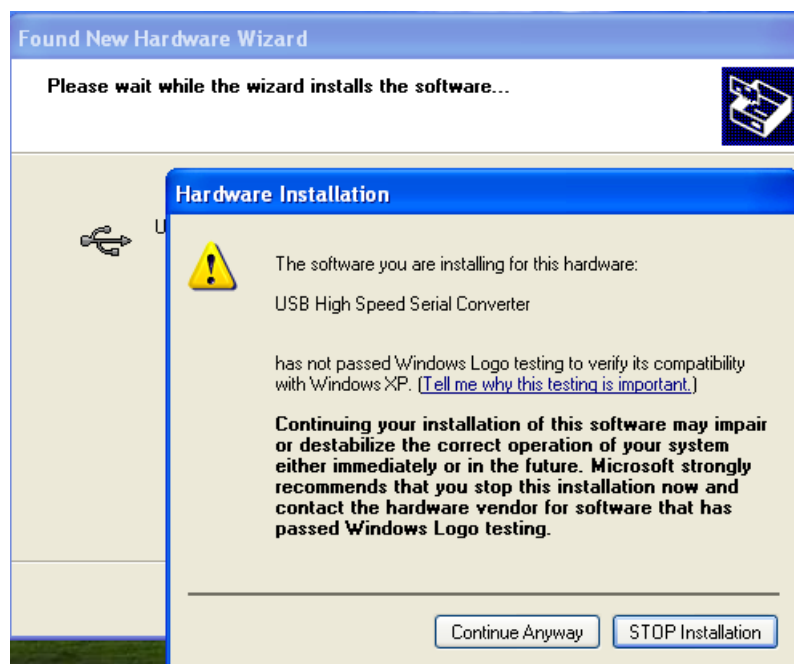 Found New Hardware Wizard
Please wait while the wizard installs the software...
Hardware Installation
U
The software you are installing for this hardware:
USB High Speed Serial Converter
has not passed Windows Logo testing to verify its compatibility
with Windows XP. (Tell me why this testing is important.)
Continuing your installation of this software may impair
or destabilize the correct operation of your system
either immediately or in the future. Microsoft strongly
recommends that you stop this installation now and
contact the hardware vendor for software that has
passed Windows Logo testing.
Continue Anyway
STOP Installation